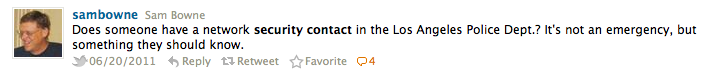 sambowne Sam Bowne
Does someone have a network security contact in the Los Angeles Police Dept.? It's not an emergency, but
something they should know.
06/20/2011 Reply Retweet Favorite 4